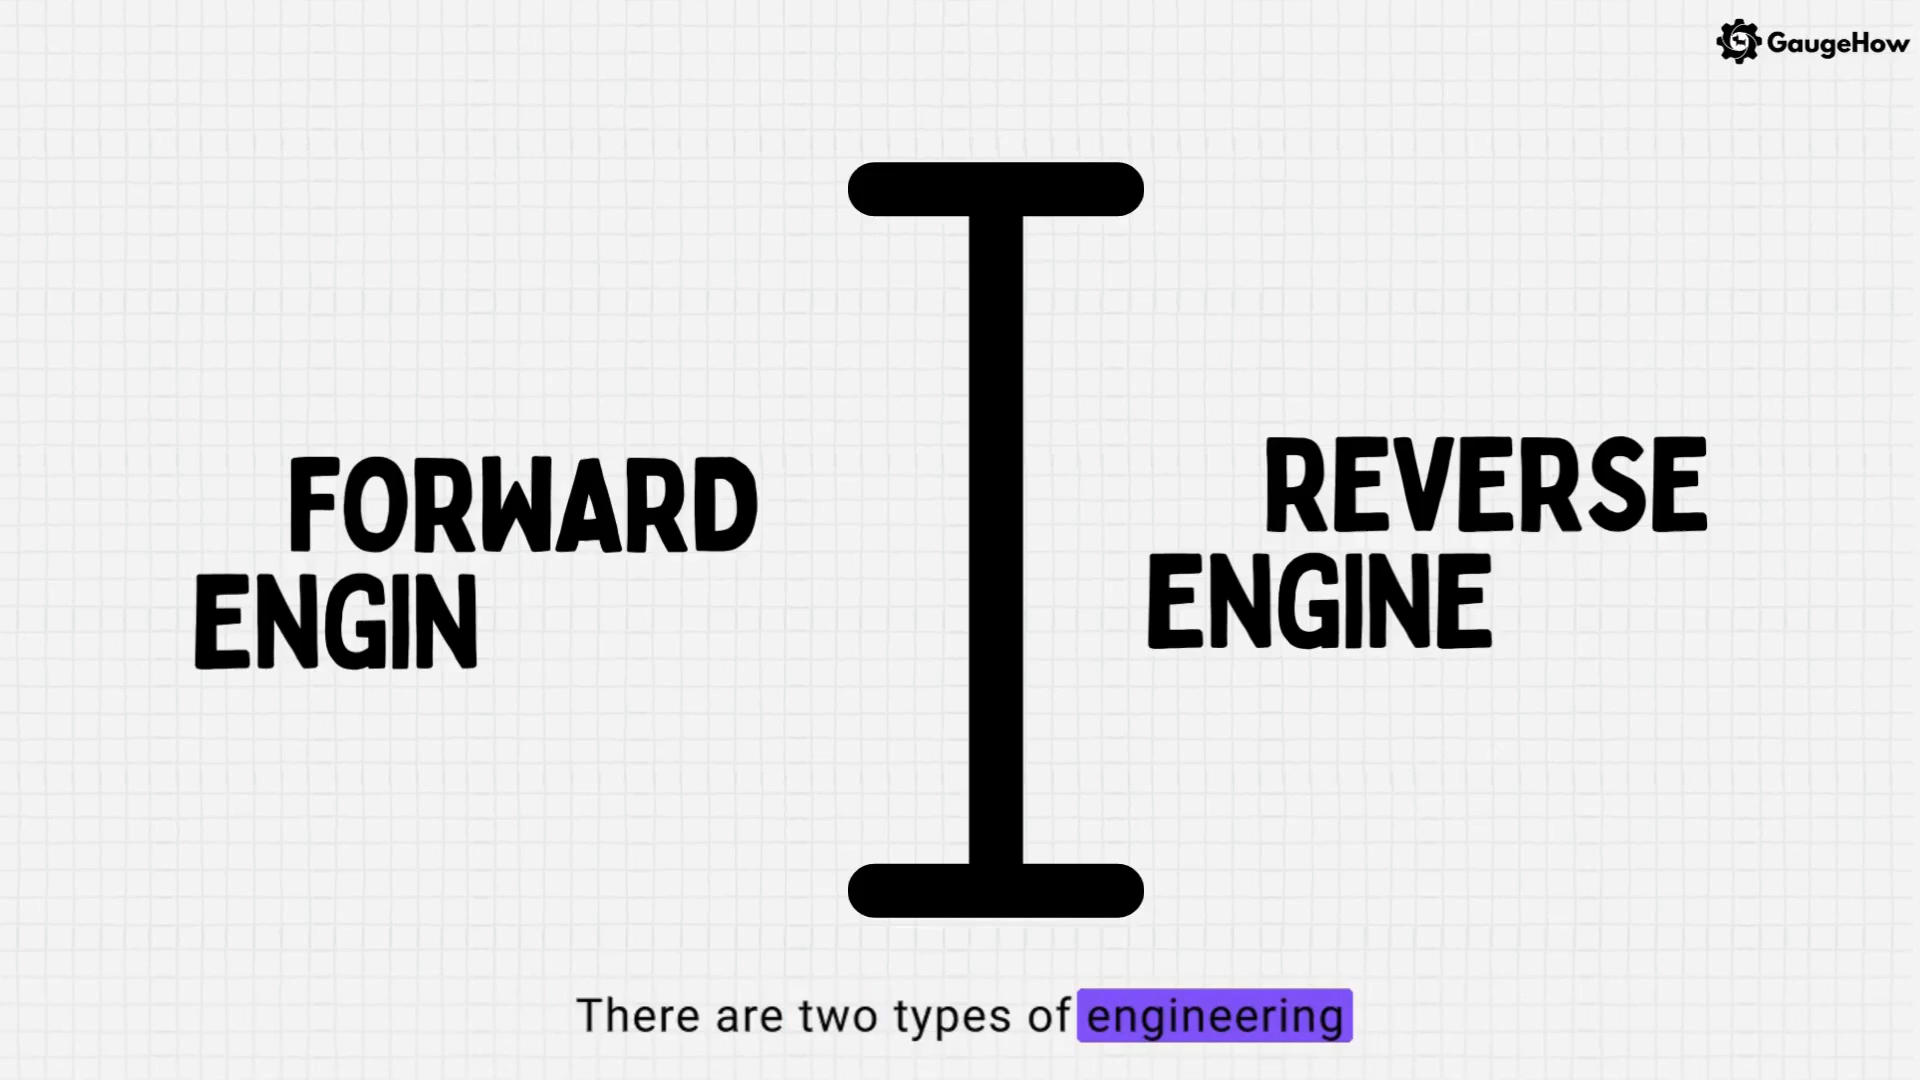 GaugeHow
FORWARD
ENGIN
REVERSE
ENGINE
There are two types of engineering